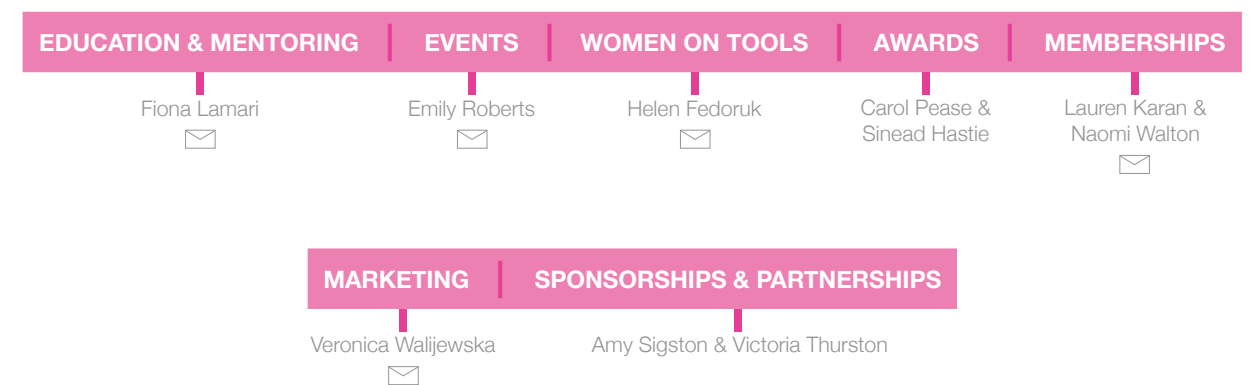 EDUCATION & MENTORING
EVENTS
WOMEN ON TOOLS
AWARDS
MEMBERSHIPS
Fiona Lamari
Emily Roberts
Helen Fedoruk
Carol Pease &
Sinead Hastie
Lauren Karan &
Naomi Walton
MARKETING
SPONSORSHIPS & PARTNERSHIPS
Veronica Walijewska
Amy Sigston & Victoria Thurston